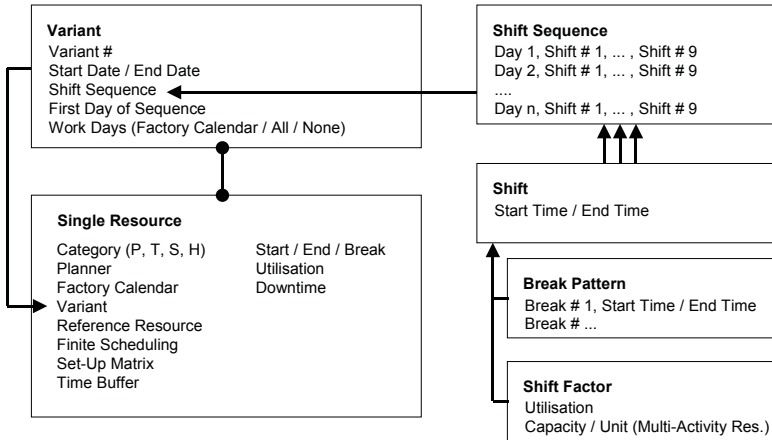 Variant
Variant #
Start Date / End Date
Shift Sequence
First Day of Sequence
Work Days (Factory Calendar / All / None)
Shift Sequence
Day 1, Shift # 1, ... , Shift # 9
Day 2, Shift # 1, ... , Shift # 9
....
Day n, Shift # 1, ... , Shift # 9
Single Resource
Category (P, T, S, H)
Planner
Factory Calendar
Variant
Reference Resource
Finite Scheduling
Set-Up Matrix
Time Buffer
Start / End / Break
Utilisation
Downtime
Shift
Start Time / End Time
Break Pattern
Break # 1, Start Time / End Time
Break # ...
Shift Factor
Utilisation
Capacity / Unit (Multi-Activity Res.)